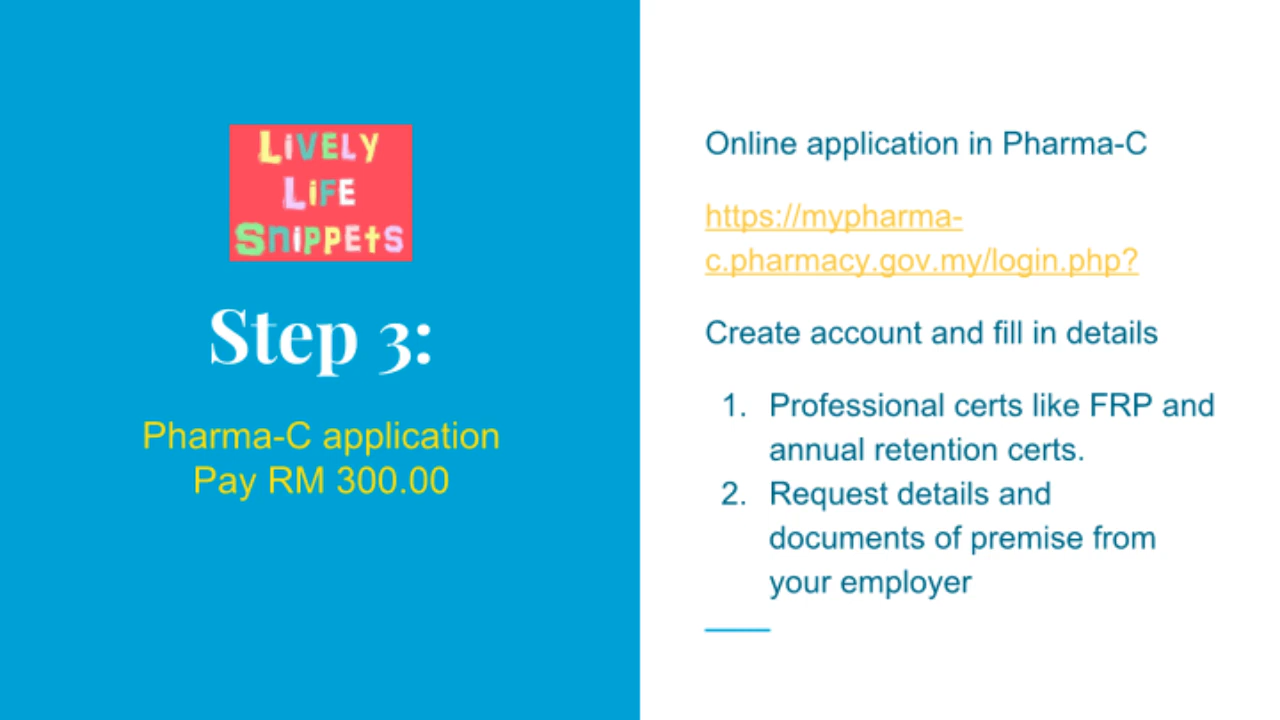 LiVELY
LiFE
SniPPEtS
Step 3:
Pharma-C application
Pay RM 300.00
Online application in Pharma-C
https://mypharma-
c.pharmacy.gov.my/login.php?
Create account and fill in details
1. Professional certs like FRP and
annual retention certs.
2. Request details and
documents of premise from
your employer